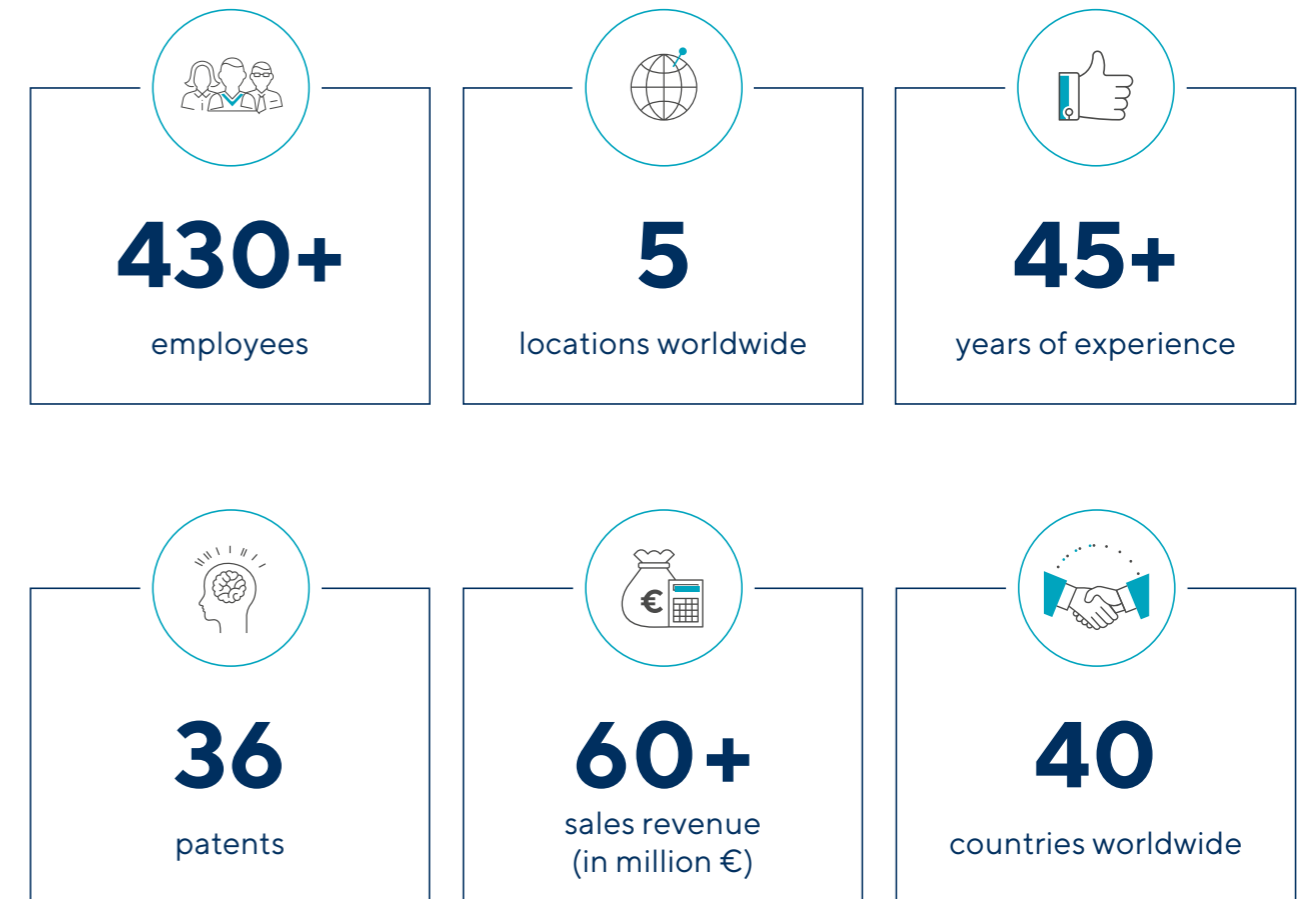 430+
employees
5
locations worldwide
45+
years of experience
36
patents
€
60+
sales revenue
(in million €)
40
countries worldwide